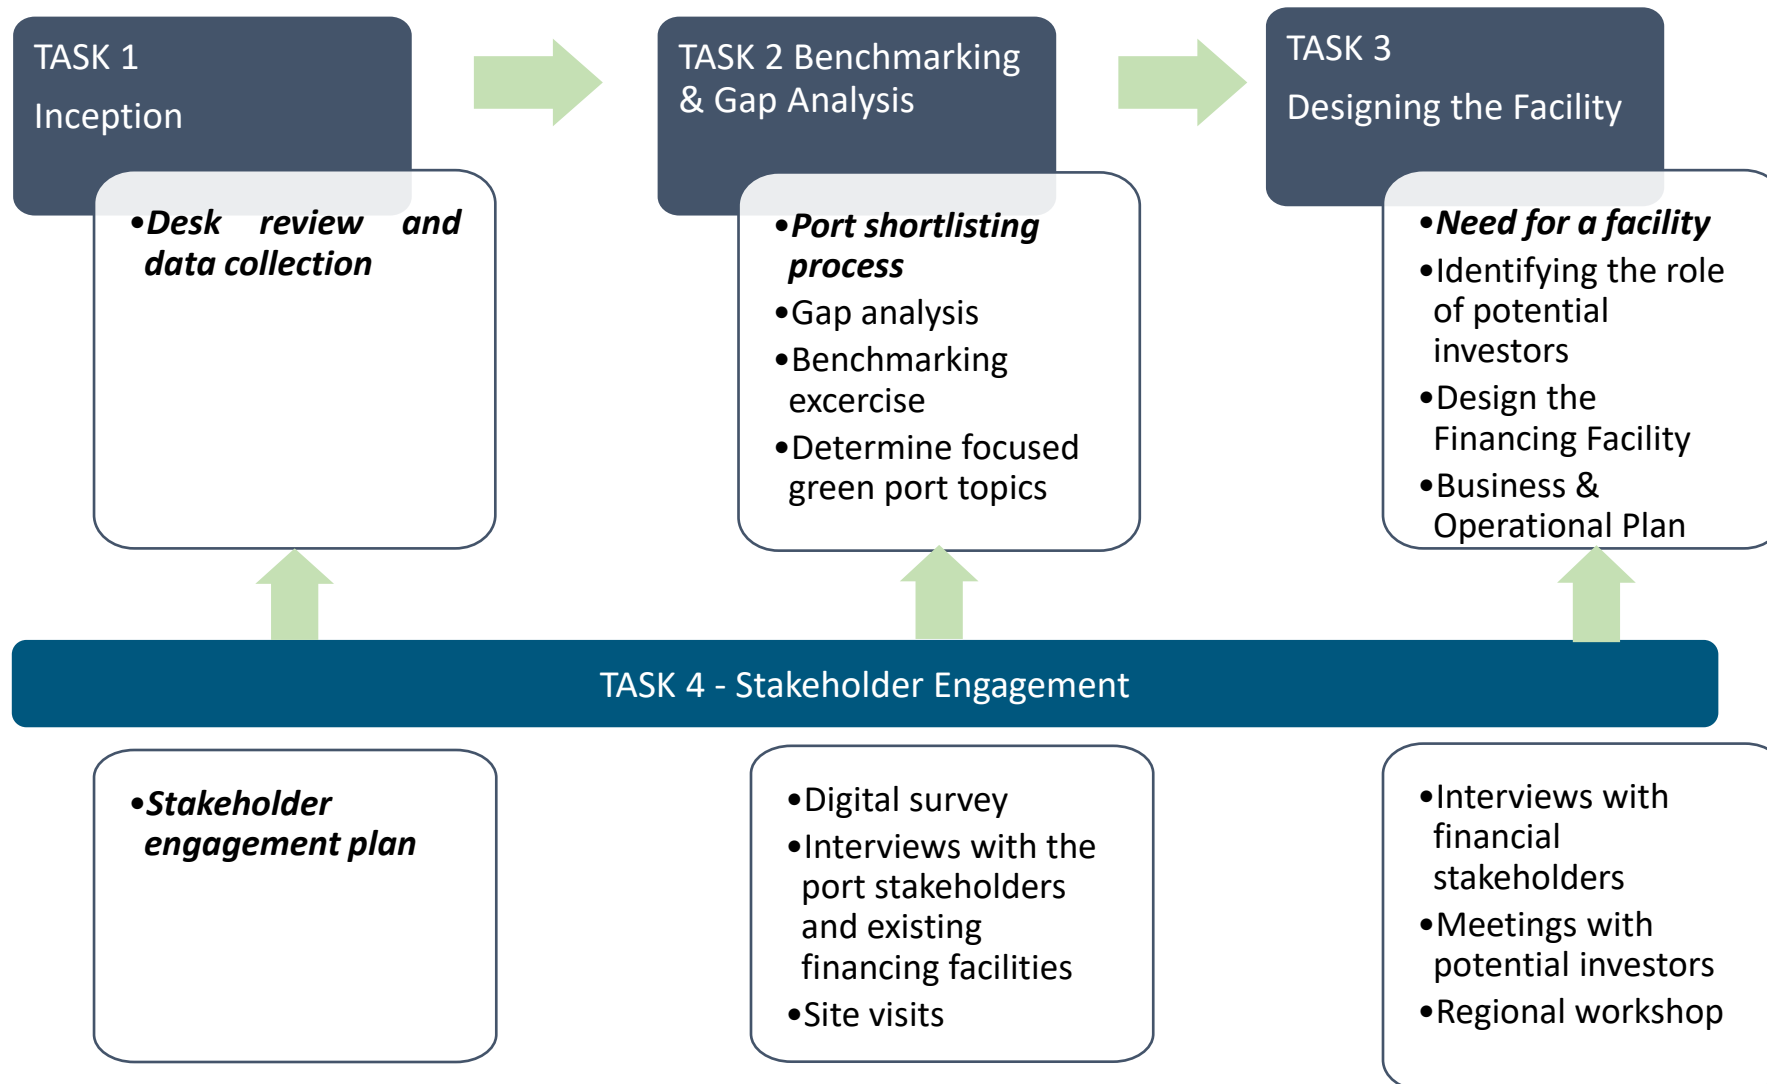 TASK 1
Inception
•Desk review and
data collection
TASK 2 Benchmarking
& Gap Analysis
•Port shortlisting
process
•Gap analysis
•Benchmarking
excercise
•Determine focused
green port topics
TASK 3
Designing the Facility
•Need for a facility
•Identifying the role
of potential
investors
•Design the
Financing Facility
•Business &
Operational Plan
TASK 4 - Stakeholder Engagement
•Stakeholder
engagement plan
•Digital survey
•Interviews with the
port stakeholders
and existing
financing facilities
•Site visits
•Interviews with
financial
stakeholders
•Meetings with
potential investors
•Regional workshop